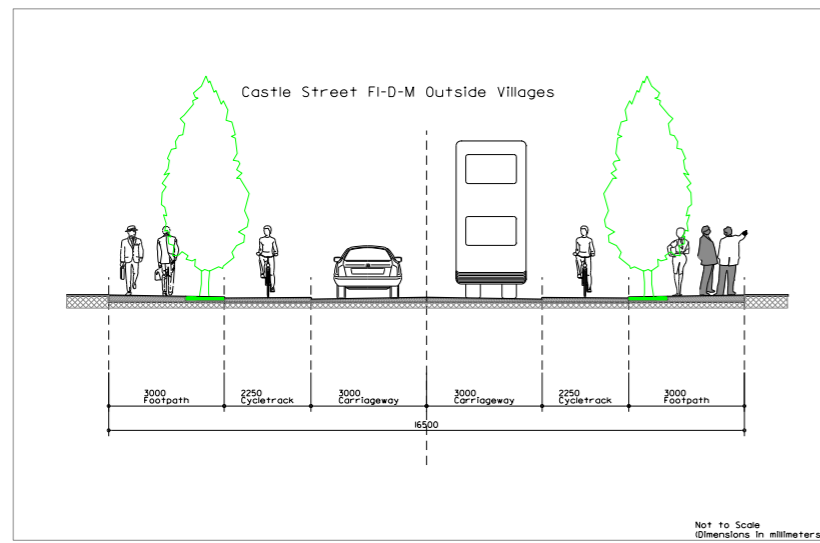 Castle Street FI-D-M Outside Villages
3000 2250 3000 3000 2250 3000
Footpath Cycletrack Carriageway Carriageway Cycletrack Footpath
16500
Not to Scale
(Dimensions in millimeters